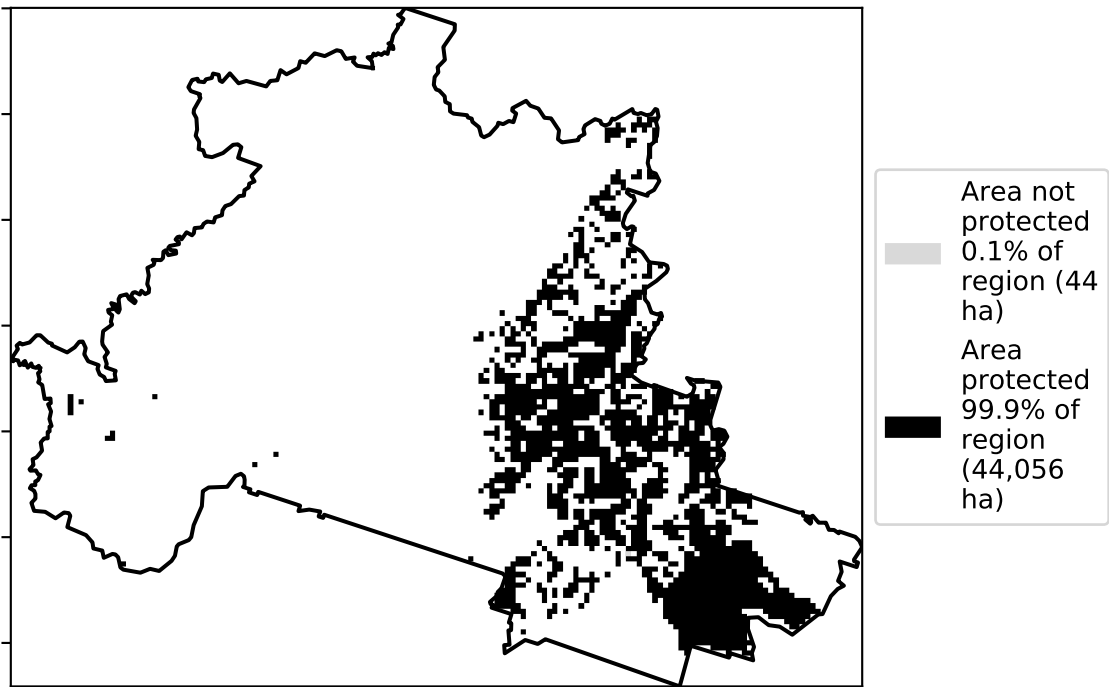 Area not
protected
0.1% of
region (44
ha)
Area
protected
99.9% of
region
(44,056
ha)